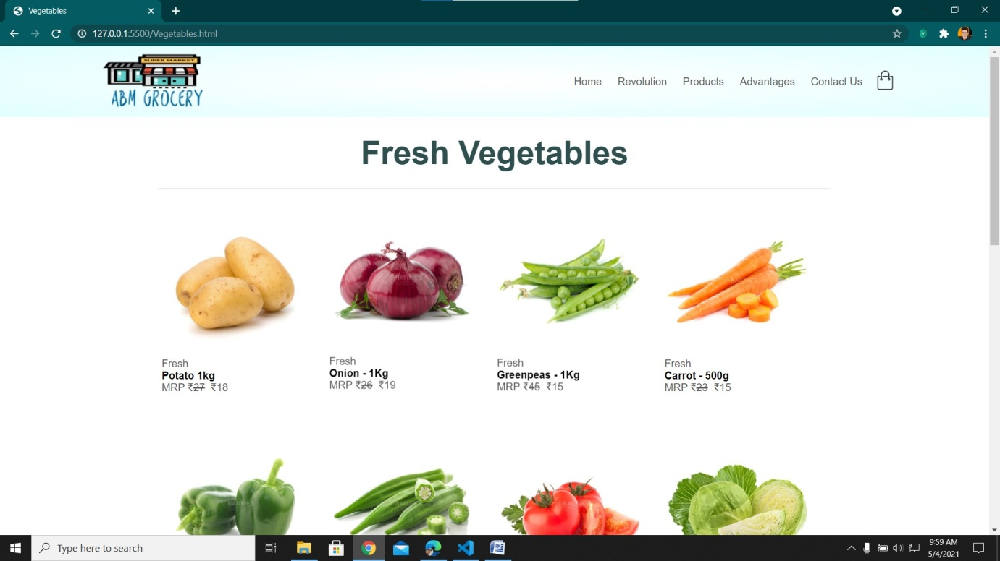 Vegetables
127.0.0.1:5500/Vegetables.html
SUPER MARKET
ABM GROCERY
Home Revolution Products Advantages Contact Us
Fresh Vegetables
Fresh
Potato 1kg
MRP ₹27 ₹18
Fresh
Onion - 1Kg
MRP ₹26 ₹19
Fresh
Greenpeas - 1Kg
MRP ₹45 ₹15
Fresh
Carrot - 500g
MRP ₹23 ₹15
Type here to search
9:59 AM
5/4/2021